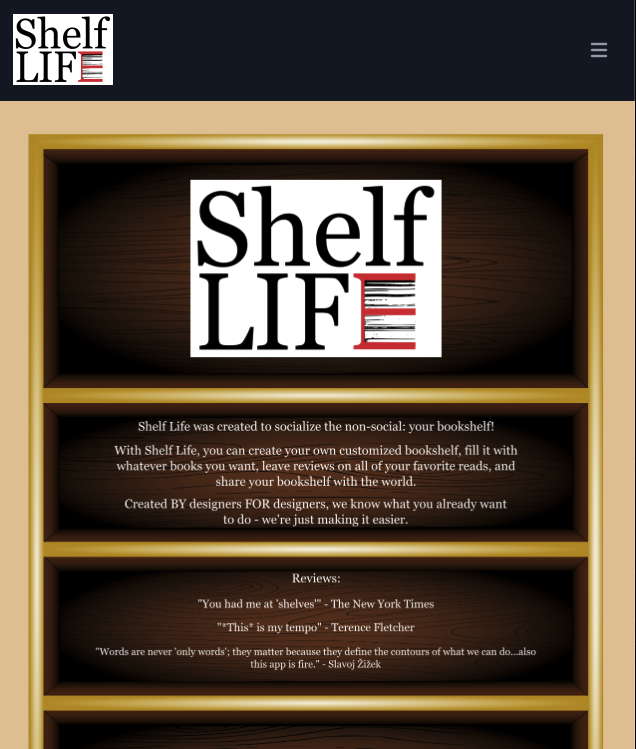 Shelf
LIFE
Shelf
LIFE
Shelf Life was created to socialize the non-social: your bookshelf!
With Shelf Life, you can create your own customized bookshelf, fill it with
whatever books you want, leave reviews on all of your favorite reads, and
share your bookshelf with the world.
Created BY designers FOR designers, we know what you already want
to do - we're just making it easier.
Reviews:
"You had me at 'shelves'" - The New York Times
"*This* is my tempo" - Terence Fletcher
"Words are never 'only words'; they matter because they define the contours of what we can do...also
this app is fire." - Slavoj Žižek